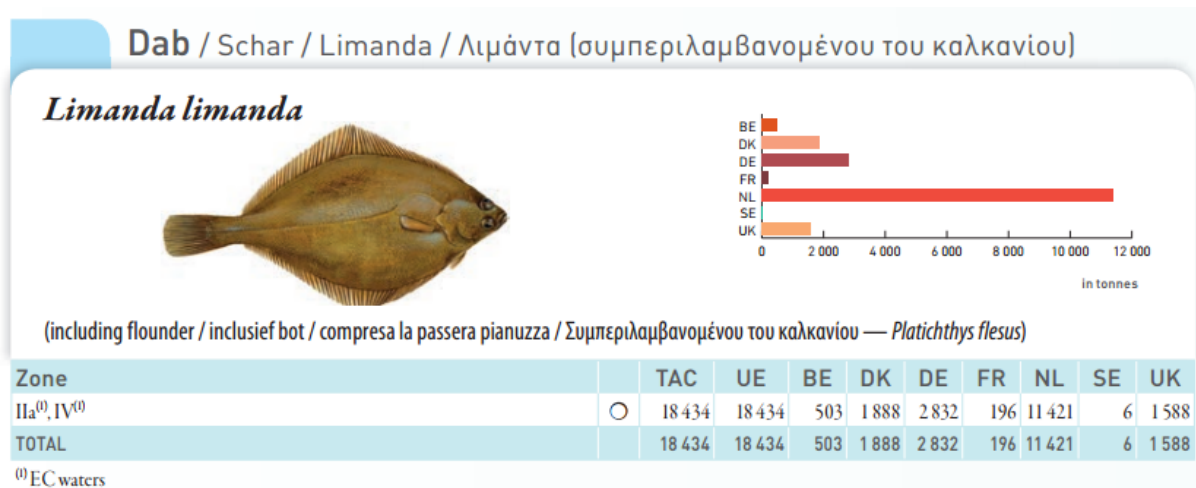 Dab / Schar / Limanda / Λιμάντα (συμπεριλαμβανομένου του καλκανίου)
Limanda limanda
BE
DK
DE
FR
NL
SE
UK
0 2 000 4 000 6 000 8 000 10 000 12 000
in tonnes
(including flounder / inclusief bot / compresa la passera pianuzza / Συμπεριλαμβανομένου του καλκανίου — Platichthys flesus)
Zone TAC UE BE DK DE FR NL SE UK
IIa(1), IV(1) 18 434 18 434 503 1 888 2 832 196 11 421 6 1 588
TOTAL 18 434 18 434 503 1 888 2 832 196 11 421 6 1 588
(1) EC waters